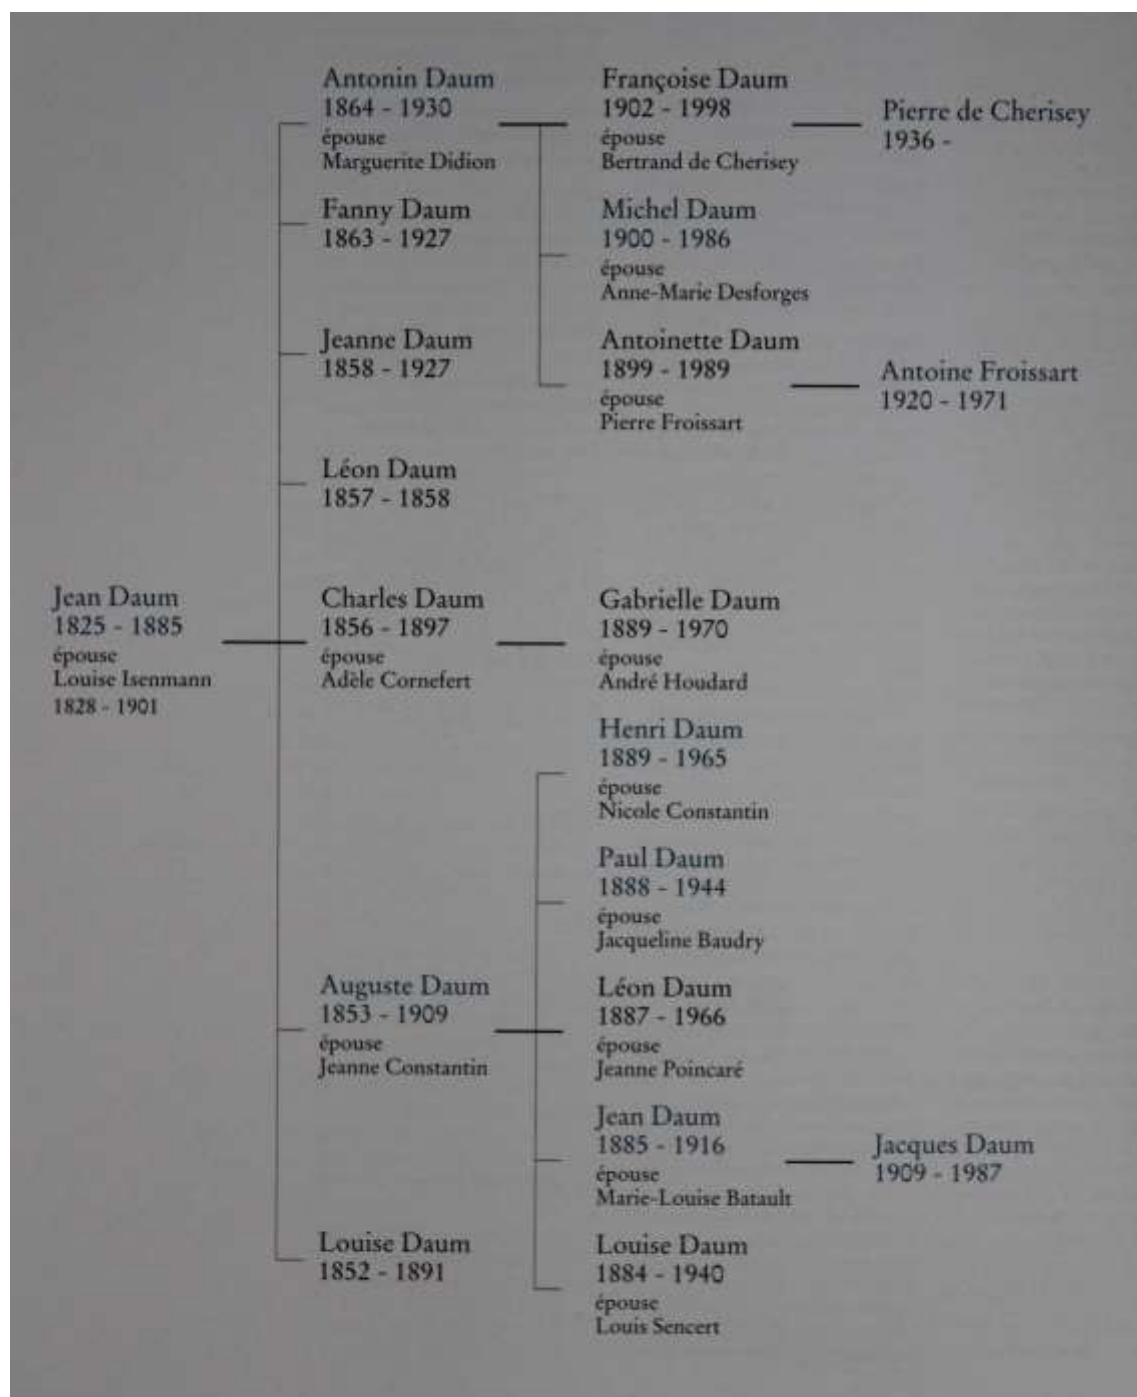 Jean Daum
1825 - 1885
épouse
Louise Isenmann
1828 - 1901
Antonin Daum
1864 - 1930
épouse
Marguerite Didion
Fanny Daum
1863 - 1927
Jeanne Daum
1858 - 1927
Léon Daum
1857 - 1858
Charles Daum
1856 - 1897
épouse
Adèle Cornefert
Auguste Daum
1853 - 1909
épouse
Jeanne Constantin
Louise Daum
1852 - 1891
Françoise Daum
1902 - 1998
épouse
Bertrand de Cherisey
Michel Daum
1900 - 1986
épouse
Anne-Marie Desforges
Antoinette Daum
1899 - 1989
épouse
Pierre Froissart
Gabrielle Daum
1889 - 1970
épouse
André Houdard
Henri Daum
1889 - 1965
épouse
Nicole Constantin
Paul Daum
1888 - 1944
épouse
Jacqueline Baudry
Léon Daum
1887 - 1966
épouse
Jeanne Poincaré
Jean Daum
1885 - 1916
épouse
Marie-Louise Batault
Louise Daum
1884 - 1940
épouse
Louis Sencert
Pierre de Cherisey
1936 -
Antoine Froissart
1920 - 1971
Jacques Daum
1909 - 1987